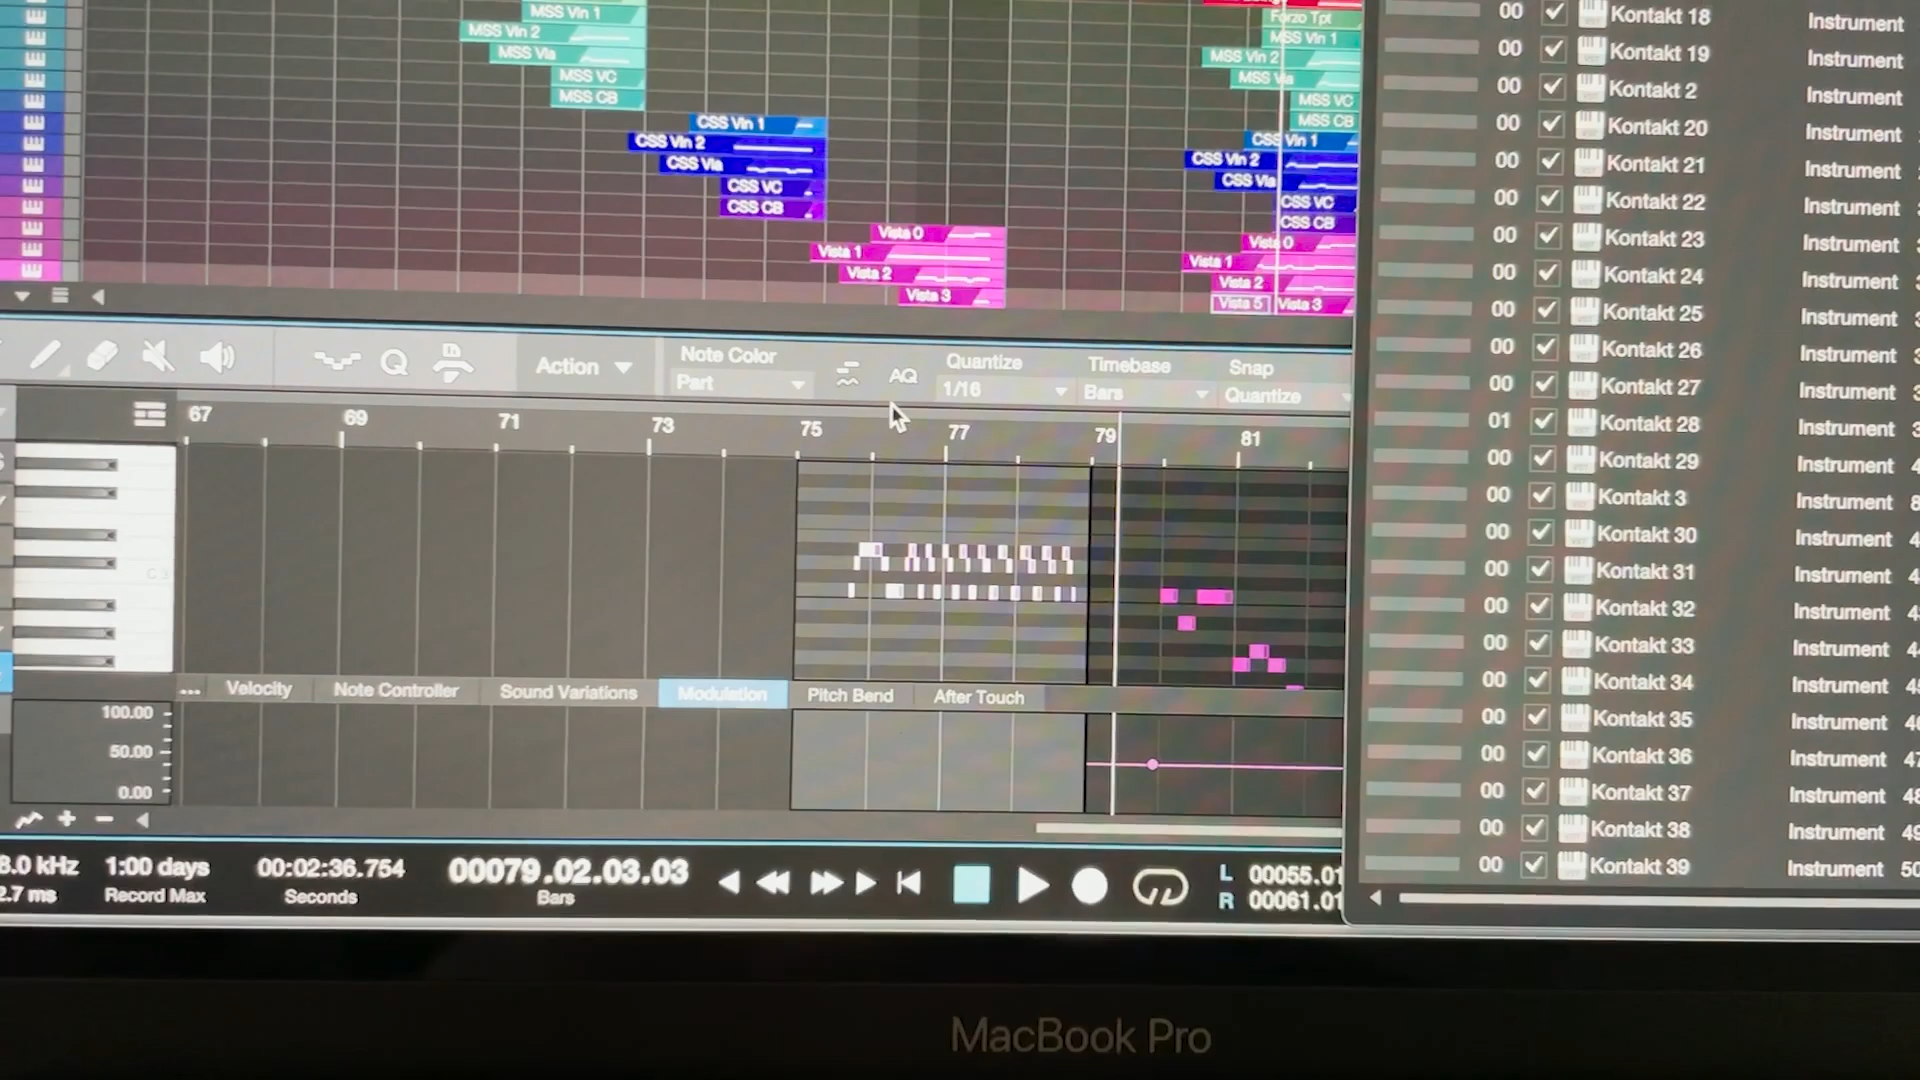 MSS Vln 1
MSS Vln 2
MSS Vla
MSS VC
MSS CB
CSS Vln 1
CSS Vln 2
CSS Vla
CSS VC
CSS CB
Vista 0
Vista 1
Vista 2
Vista 3
Forzo Tpt
MSS Vln 1
MSS Vln 2
MSS Vla
MSS VC
MSS CB
CSS Vln 1
CSS Vln 2
CSS Vla
CSS VC
CSS CB
Vista 0
Vista 1
Vista 2
Vista 5 Vista 3
Action
Note Color
Part
AQ
Quantize
1/16
Timebase
Bars
Snap
Quantize
67 69 71 73 75 77 79 81
C 3
... Velocity Note Controller Sound Variations Modulation Pitch Bend After Touch
100.00
50.00
0.00
8.0 kHz
2.7 ms
1:00 days
Record Max
00:02:36.754
Seconds
00079.02.03.03
Bars
L 00055.01
R 00061.01
00 Kontakt 18 Instrument
00 Kontakt 19 Instrument
00 Kontakt 2 Instrument
00 Kontakt 20 Instrument
00 Kontakt 21 Instrument
00 Kontakt 22 Instrument
00 Kontakt 23 Instrument
00 Kontakt 24 Instrument
00 Kontakt 25 Instrument
00 Kontakt 26 Instrument
00 Kontakt 27 Instrument
01 Kontakt 28 Instrument
00 Kontakt 29 Instrument
00 Kontakt 3 Instrument
00 Kontakt 30 Instrument
00 Kontakt 31 Instrument
00 Kontakt 32 Instrument
00 Kontakt 33 Instrument
00 Kontakt 34 Instrument
00 Kontakt 35 Instrument
00 Kontakt 36 Instrument 47
00 Kontakt 37 Instrument 48
00 Kontakt 38 Instrument 49
00 Kontakt 39 Instrument 50
MacBook Pro